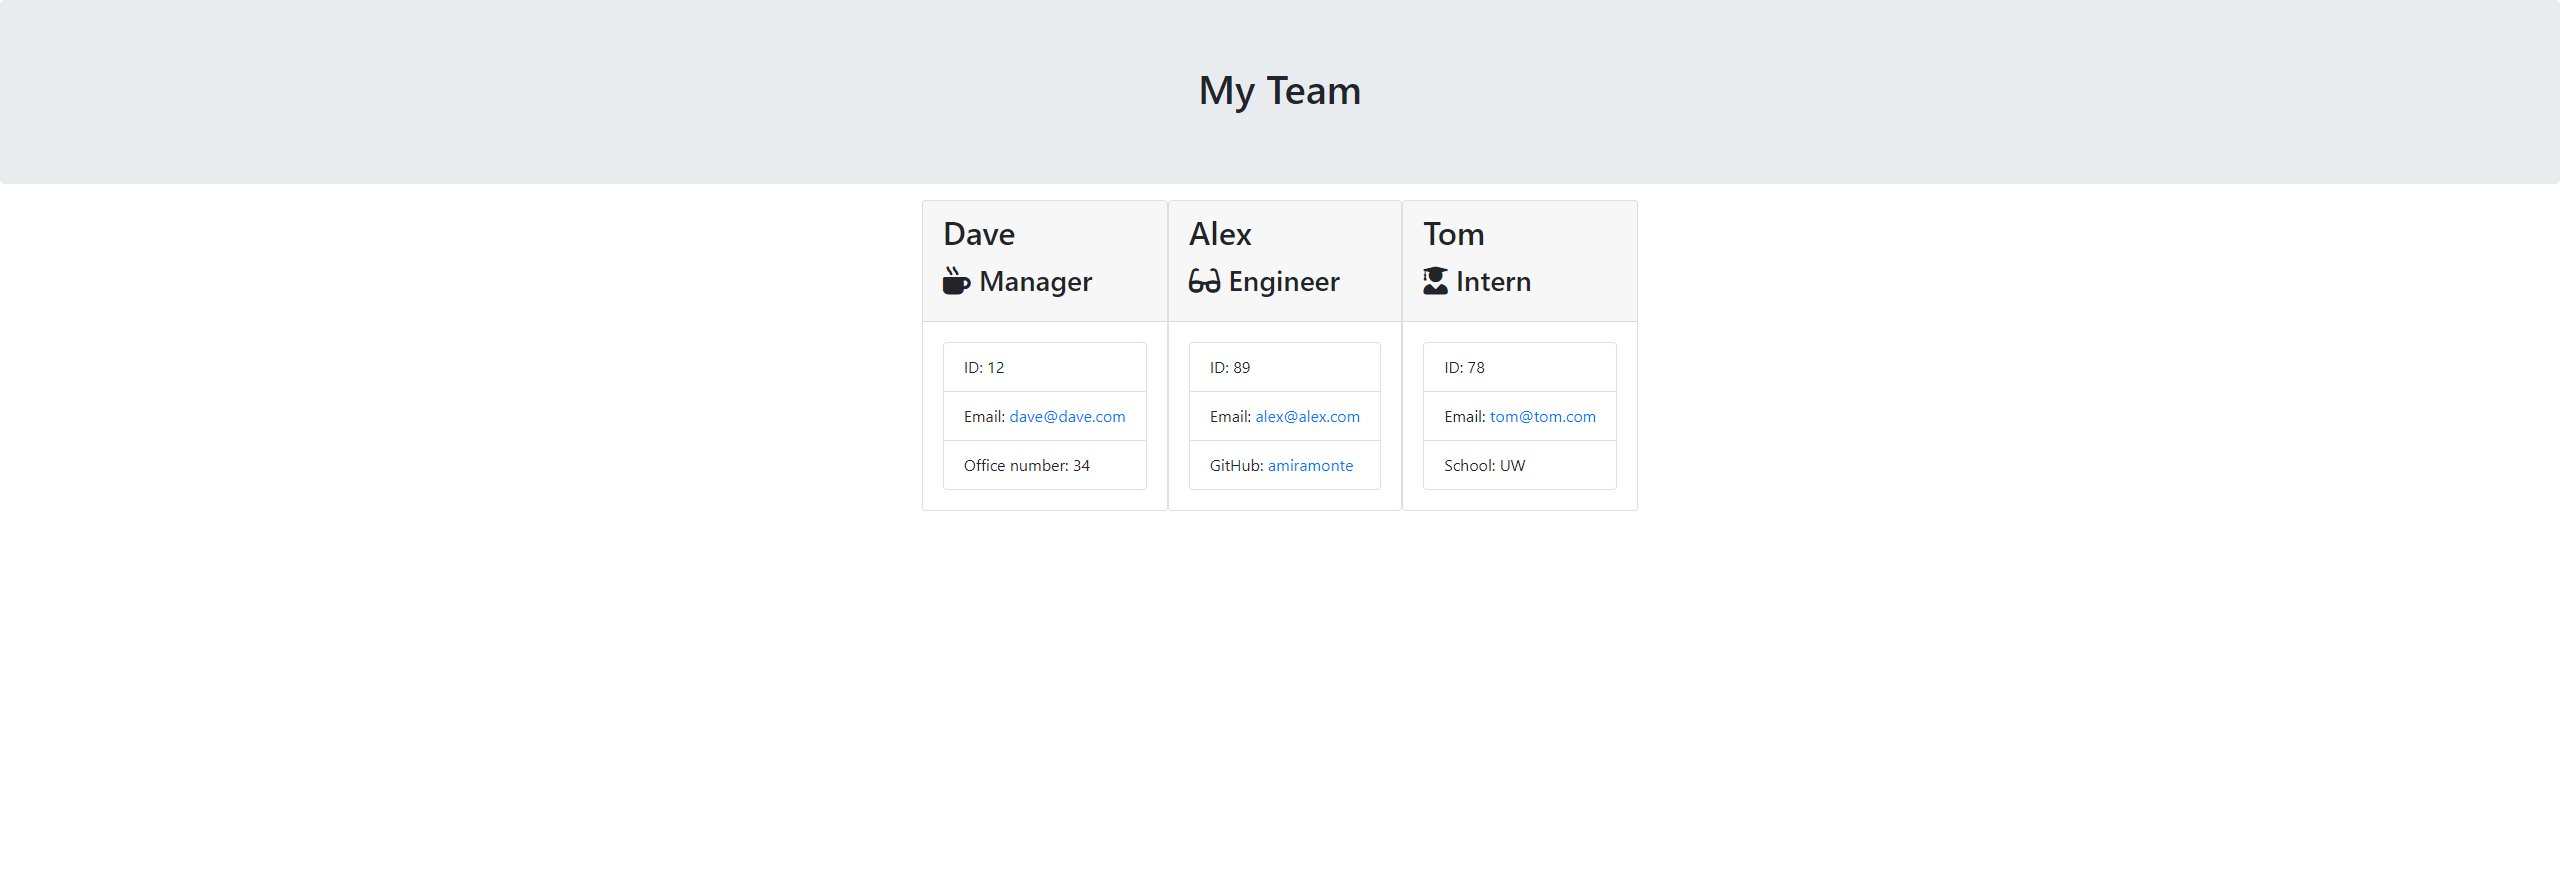 My Team
Dave
Manager
ID: 12
Email: dave@dave.com
Office number: 34
Alex
Engineer
ID: 89
Email: alex@alex.com
GitHub: amiramonte
Tom
Intern
ID: 78
Email: tom@tom.com
School: UW